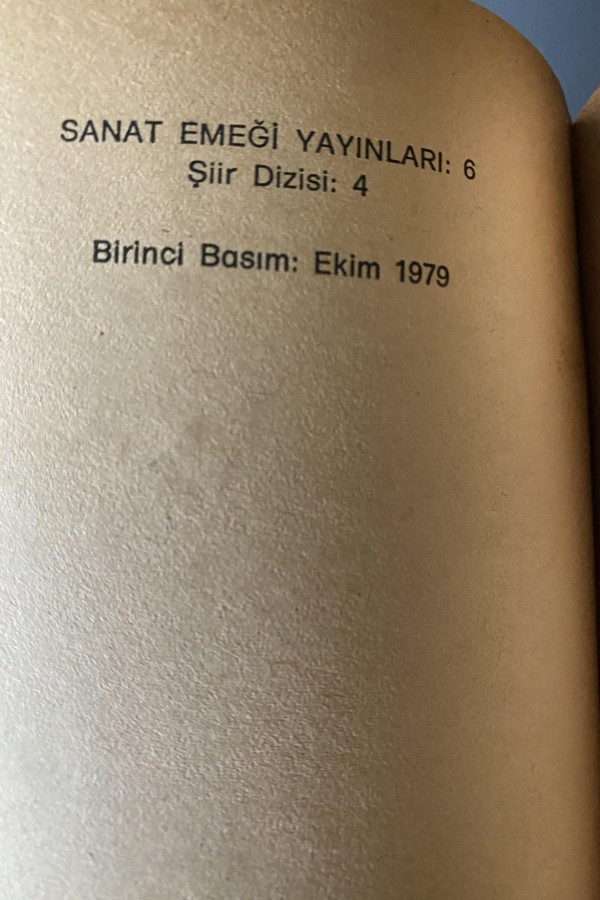 SANAT EMEĞİ YAYINLARI: 6
Şiir Dizisi: 4
Birinci Basım: Ekim 1979